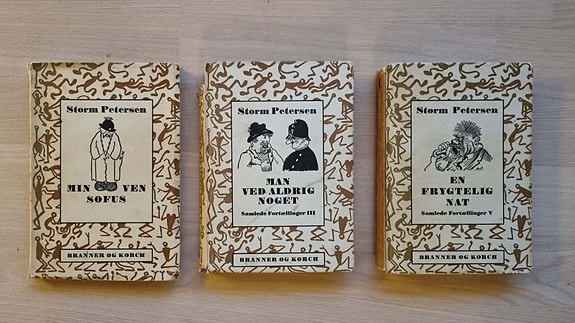 Storm Petersen
MIN VEN
SOFUS
BRANNER OG KORCH
Storm Petersen
MAN
VED ALDRIG
NOGET
Samlede Fortællinger III
BRANNER OG KORCH
Storm Petersen
EN
FRYGTELIG
NAT
Samlede Fortællinger V
BRANNER OG KORCH